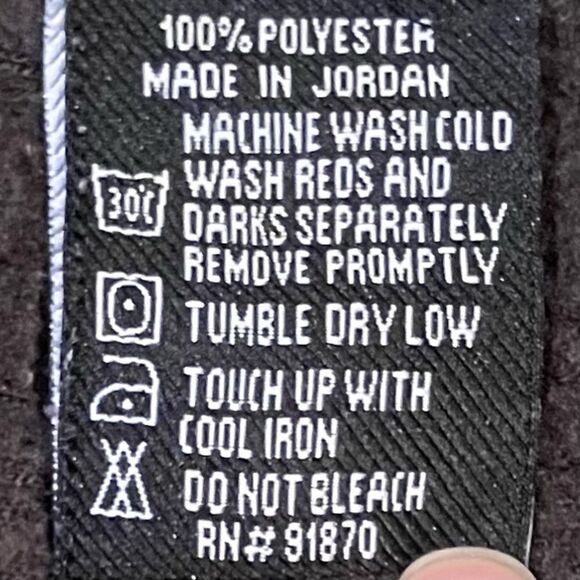 100% POLYESTER
MADE IN JORDAN
MACHINE WASH COLD
WASH REDS AND
30°C
DARKS SEPARATELY
REMOVE PROMPTLY
TUMBLE DRY LOW
TOUCH UP WITH
COOL IRON
DO NOT BLEACH
RN# 91870